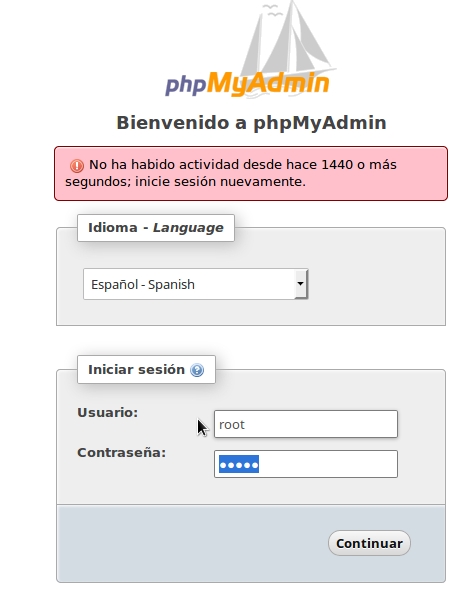 phpMyAdmin
Bienvenido a phpMyAdmin
No ha habido actividad desde hace 1440 o más
segundos; inicie sesión nuevamente.
Idioma - Language
Español - Spanish
Iniciar sesión
Usuario:
root
Contraseña:
Continuar